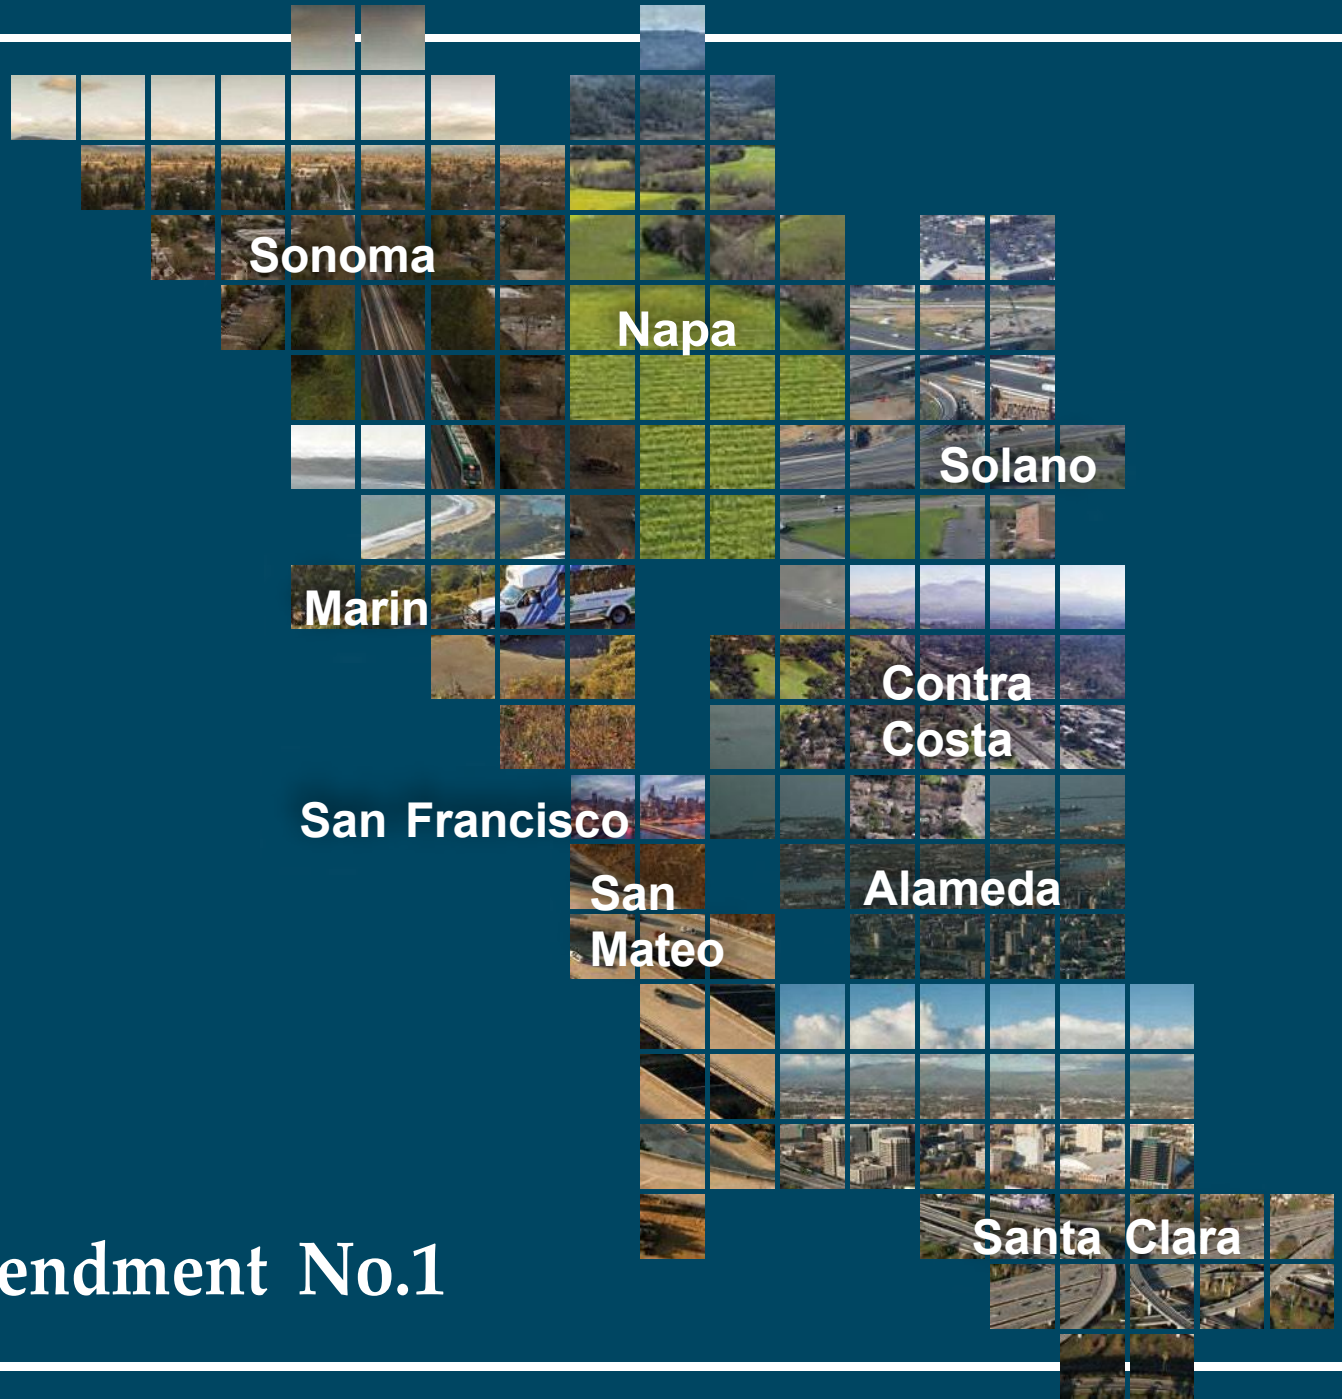 Sonoma
Napa
Solano
Marin
Contra
Costa
San Francisco
San
Mateo
Alameda
Santa Clara
endment No.1